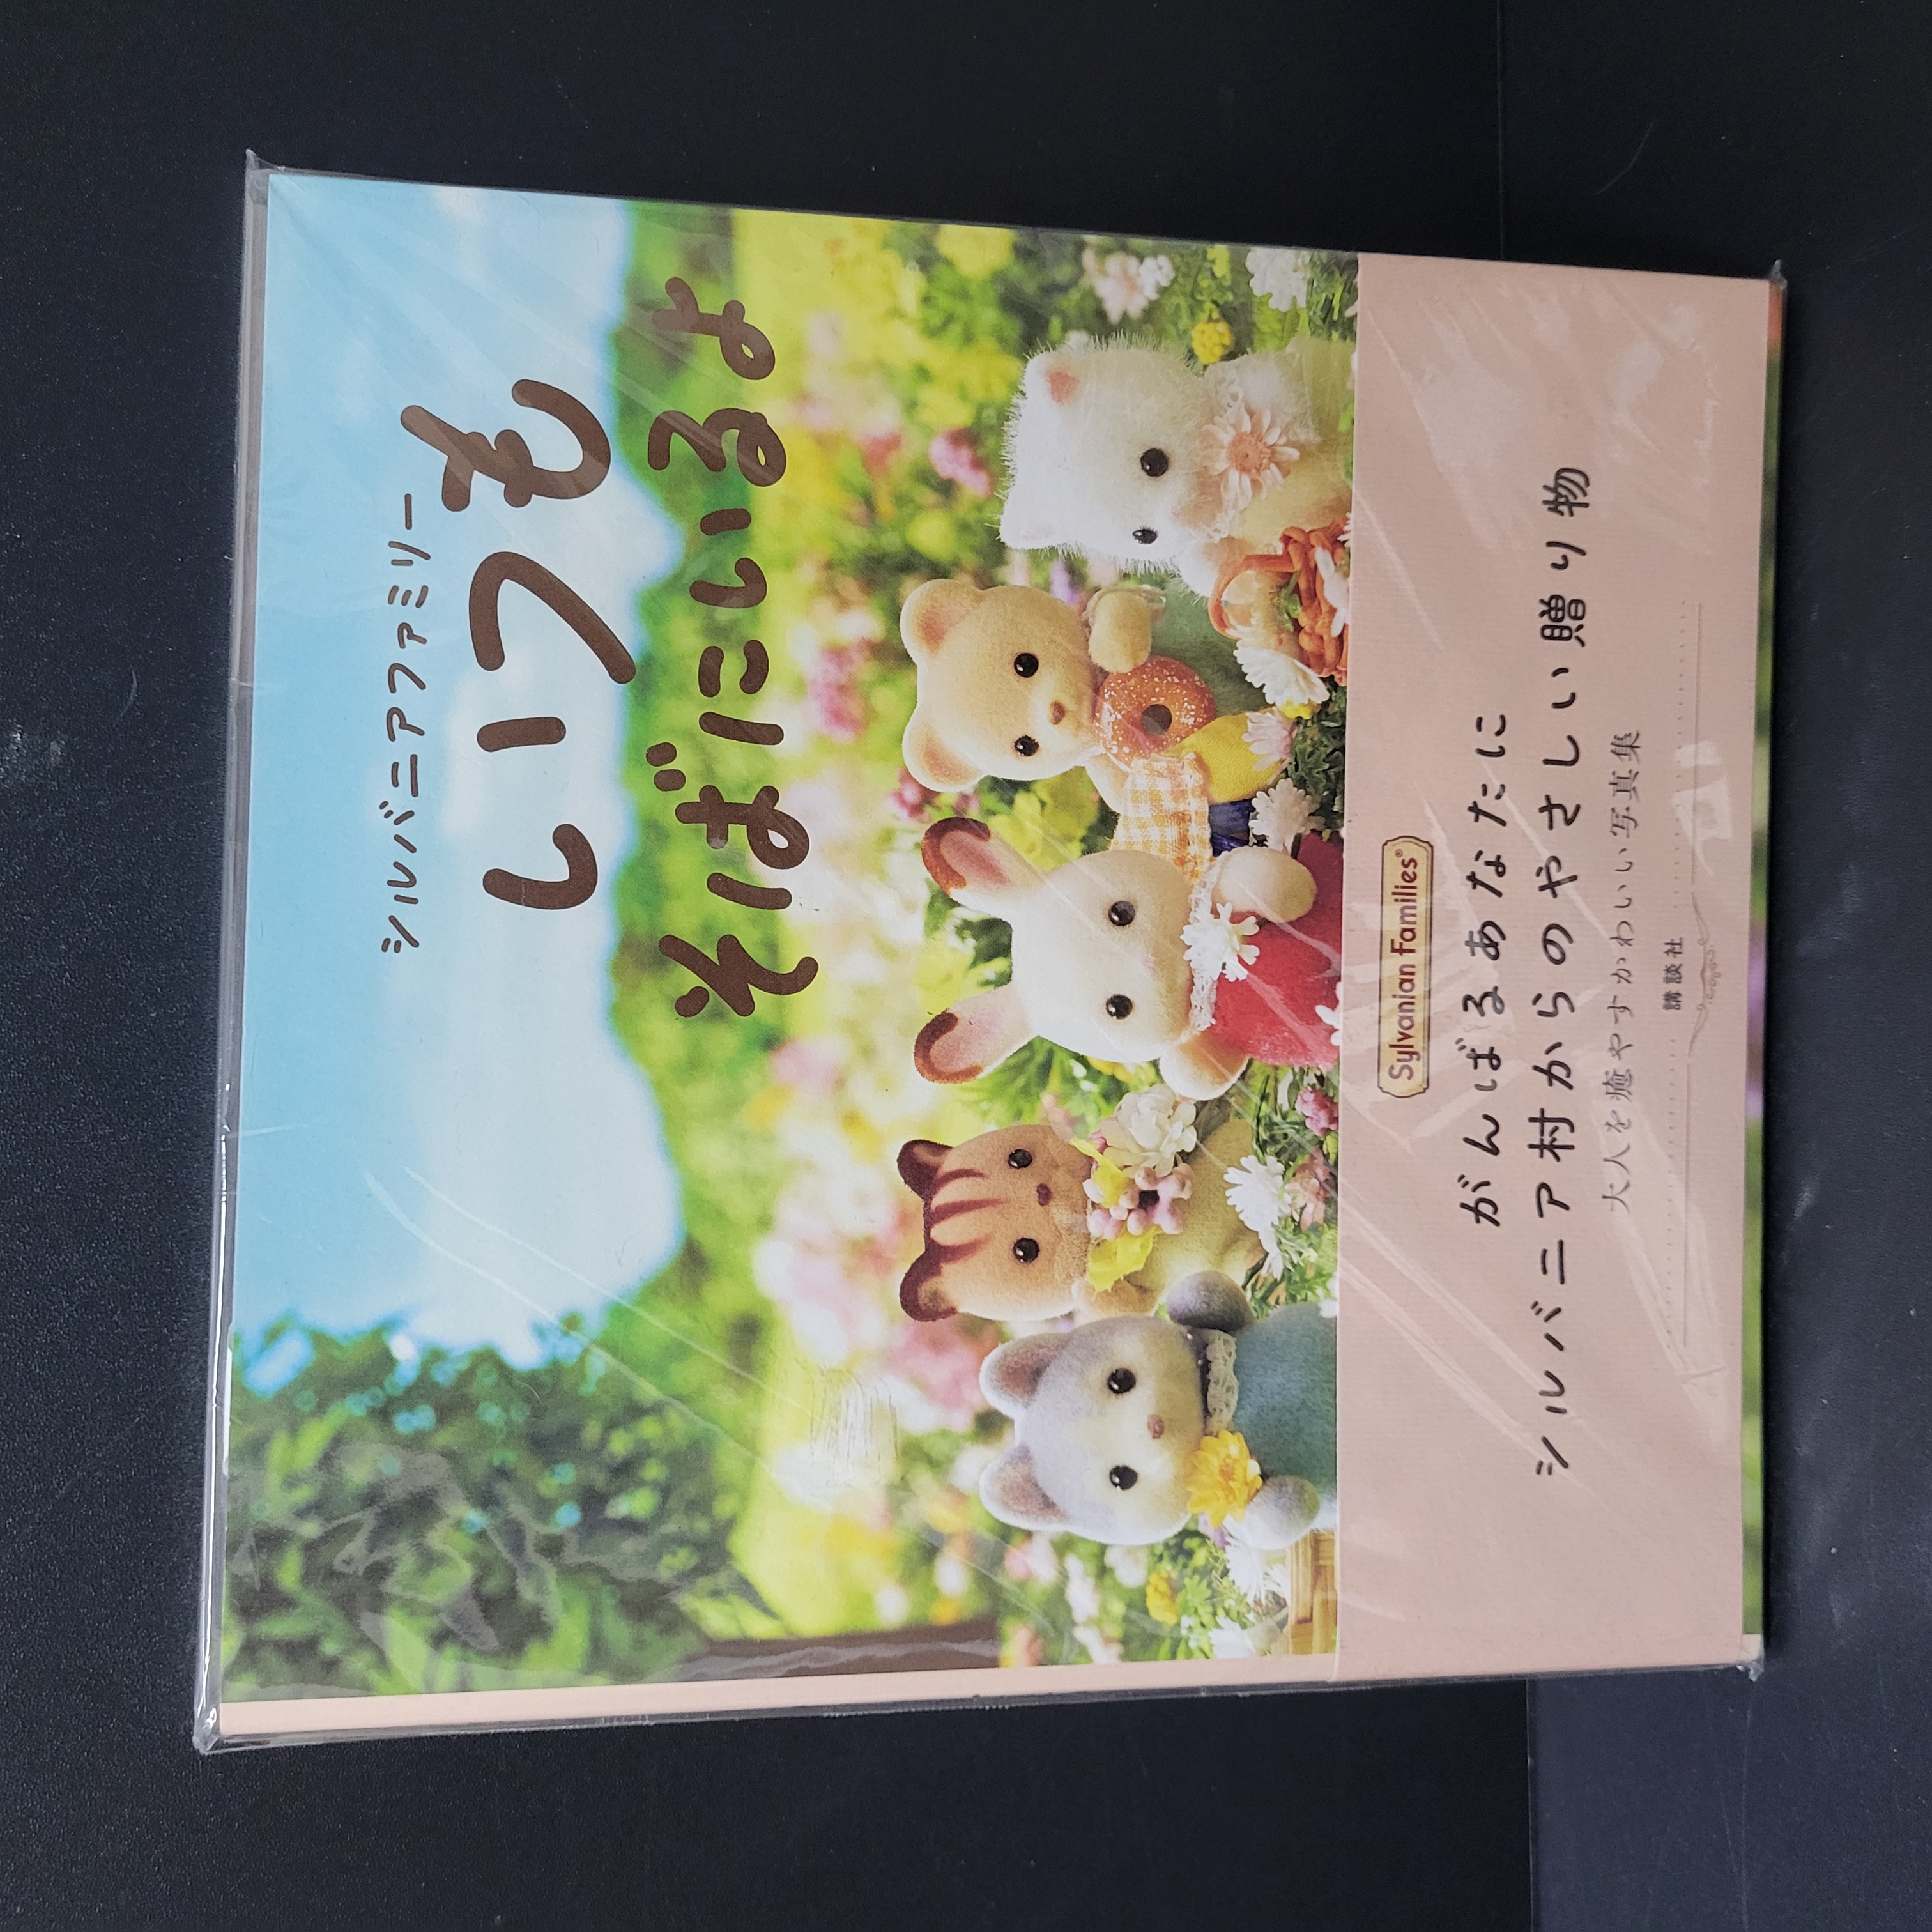 シルバニアファミリー
いつも
そばにいるよ
Sylvanian Families®
がんばるあなたに
シルバニア村からのやさしい贈り物
大人を癒やすかわいい写真集
講談社